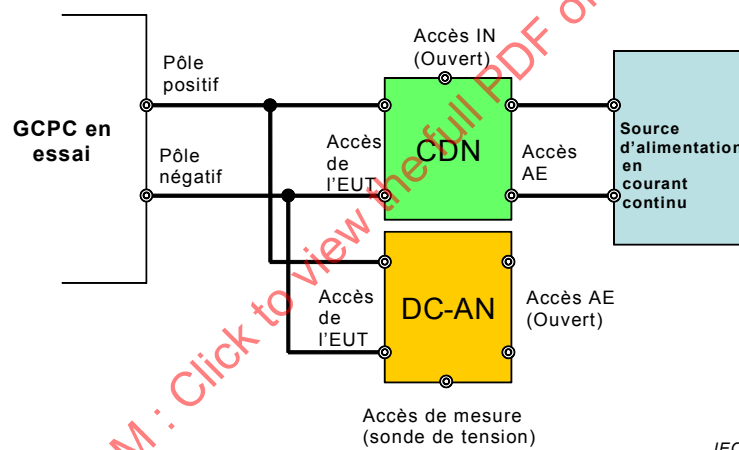 Accès IN
(Ouvert)
Pôle
positif
GCPC en
essai
Accès
de
l'EUT
CDN
Accès
AE
Source
d'alimentation
en
courant
continu
Pôle
négatif
Accès
de
l'EUT
DC-AN
Accès AE
(Ouvert)
Accès de mesure
(sonde de tension)
IEC
M : Click to view the full PDF of